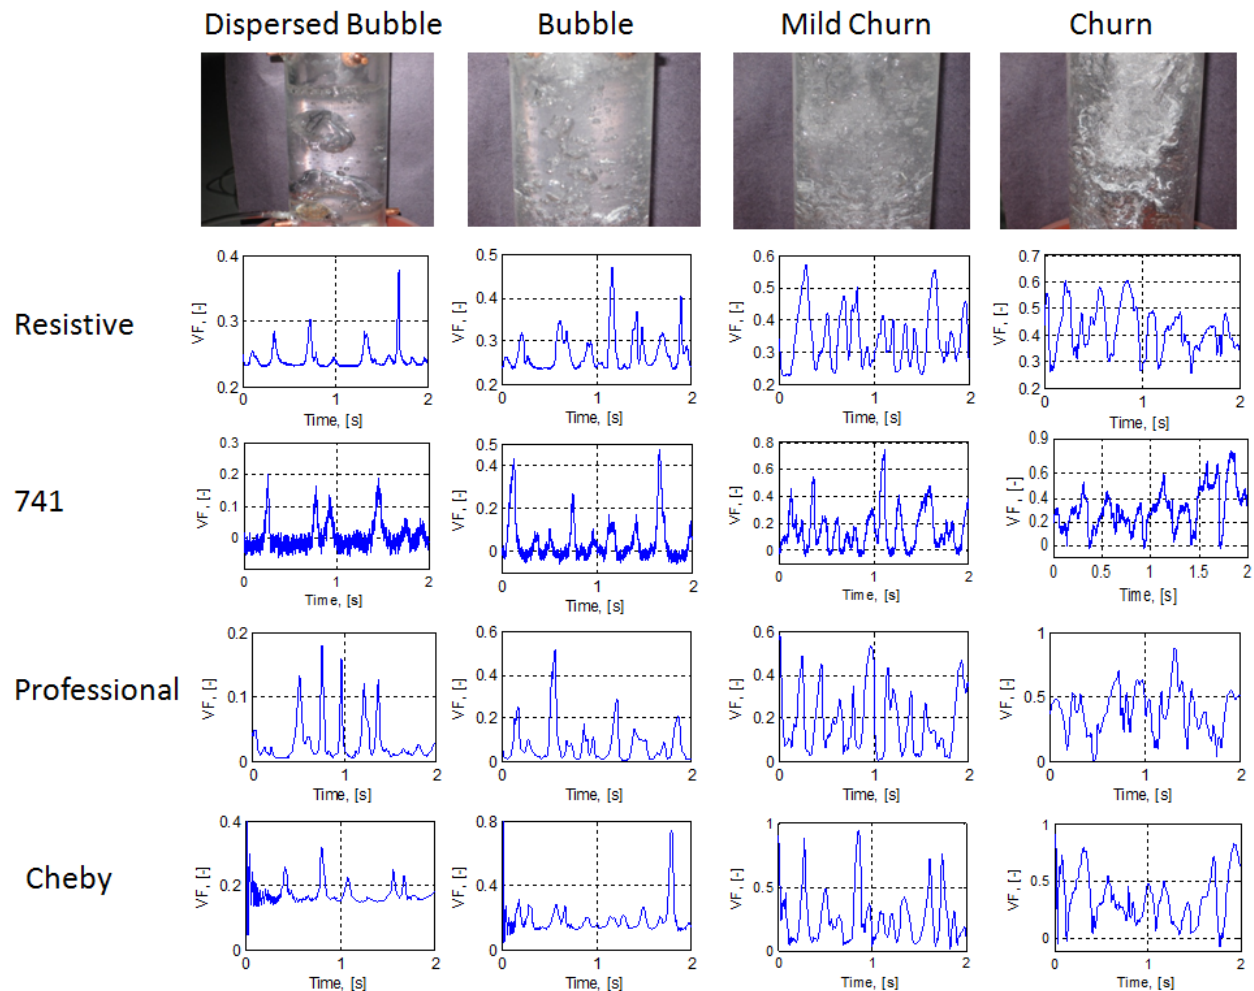 Dispersed Bubble Bubble Mild Churn Churn
Resistive
VF, [-] 0.4 0.3 0.2 0 1 2 Time, [s]
VF, [-] 0.5 0.4 0.3 0.2 0 1 2 Time, [s]
VF, [-] 0.6 0.5 0.4 0.3 0.2 0 1 2 Time, [s]
VF, [-] 0.7 0.6 0.5 0.4 0.3 0.2 0 1 2 Time, [s]
741
VF, [-] 0.3 0.2 0.1 0 0 1 2 Time, [s]
VF, [-] 0.5 0.4 0.2 0 0 1 2 Time, [s]
VF, [-] 0.8 0.6 0.4 0.2 0 0 1 2 Time, [s]
VF, [-] 0.9 0.6 0.4 0.2 0 0 0.5 1 1.5 2 Time, [s]
Professional
VF, [-] 0.2 0.1 0 0 1 2 Time, [s]
VF, [-] 0.6 0.4 0.2 0 0 1 2 Time, [s]
VF, [-] 0.6 0.4 0.2 0 0 1 2 Time, [s]
VF, [-] 1 0.5 0 0 1 2 Time, [s]
Cheby
VF, [-] 0.4 0.2 0 0 1 2 Time, [s]
VF, [-] 0.8 0.4 0 0 1 2 Time, [s]
VF, [-] 1 0.5 0 0 1 2 Time, [s]
VF, [-] 1 0.5 0 0 1 2 Time, [s]